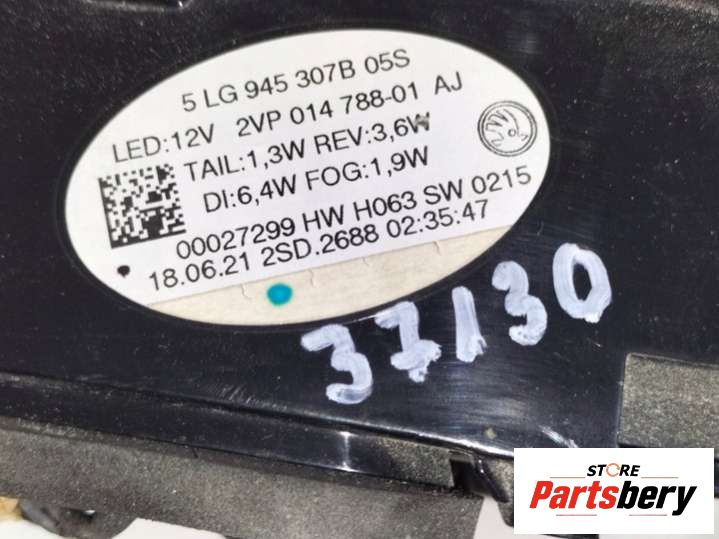 5 LG 945 307B 05S
LED:12V 2VP 014 788-01 AJ
TAIL:1,3W REV:3,6W
DI:6,4W FOG:1,9W
00027299 HW H063 SW 0215
18.06.21 2SD.2688 02:35:47
37130
STORE
Partsbery